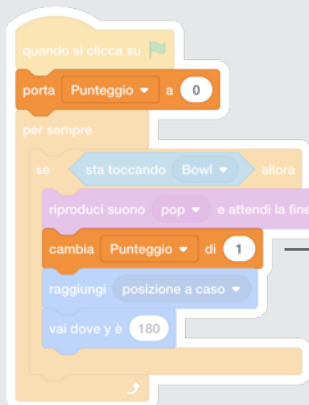 quando si clicca su
porta Punteggio a 0
per sempre
se sta toccando Bowl allora
riproduci suono pop e attendi la fine
cambia Punteggio di 1
raggiungi posizione a caso
vai dove y è 180